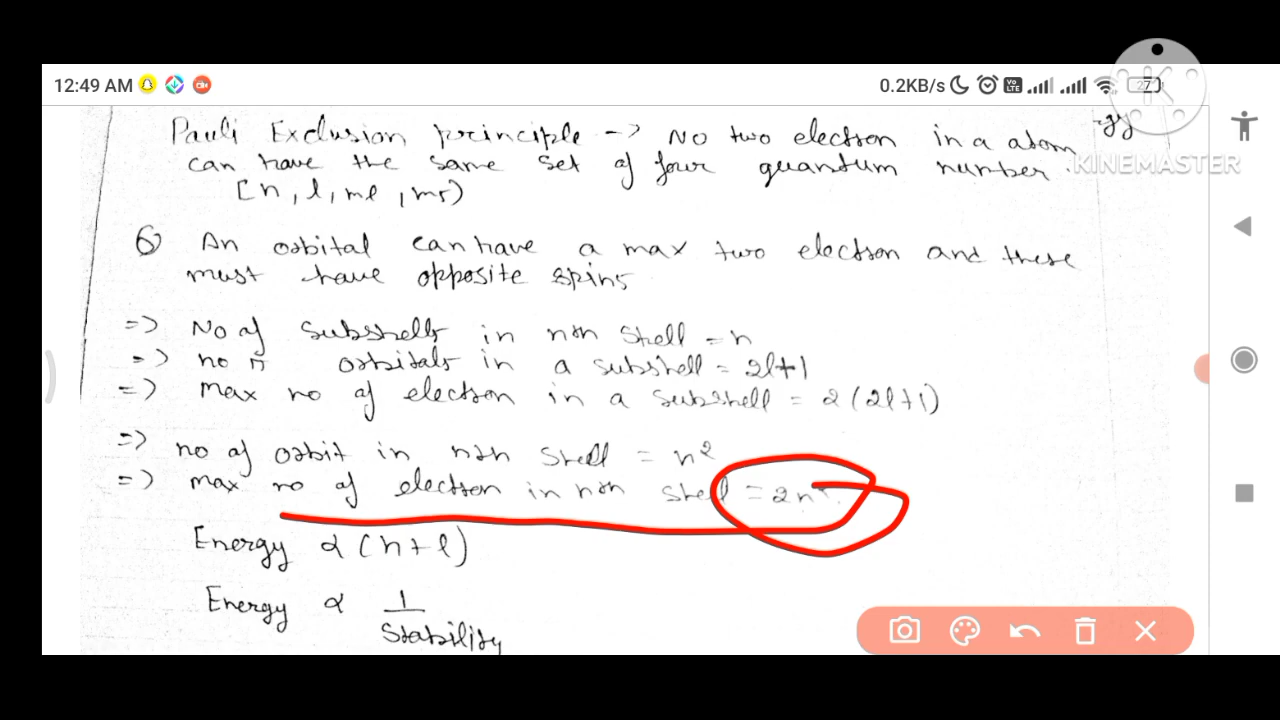 12:49 AM
0.2KB/s Vo LTE 27
KINEMASTER
Pauli Exclusion principle -> No two electron in a atom
can have the same set of four quantum number.
[n, l, ml, ms)
6) An orbital can have a max two electron and these
must have opposite spins
=> No of subshells in nth shell = n
=> no n orbitals in a subshell = 2l+1
=> Max no of electron in a subshell = 2(2l+1)
=> no of orbit in nth shell = n²
=> max no of electron in nth shell = 2n²
Energy α (n+l)
Energy α 1
Stability